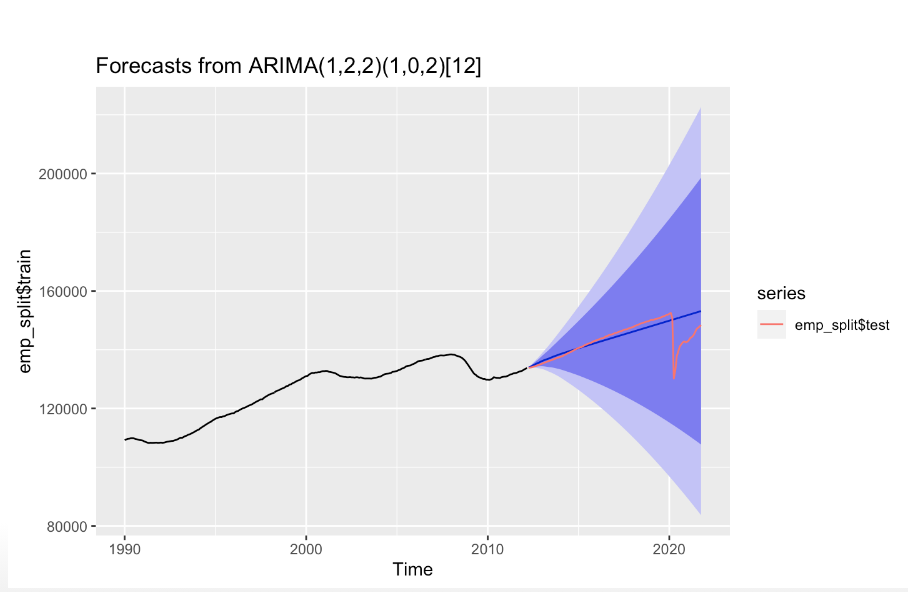 Forecasts from ARIMA(1,2,2)(1,0,2)[12]
200000
160000
120000
80000
emp_split$train
1990
2000
2010
2020
Time
series
emp_split$test